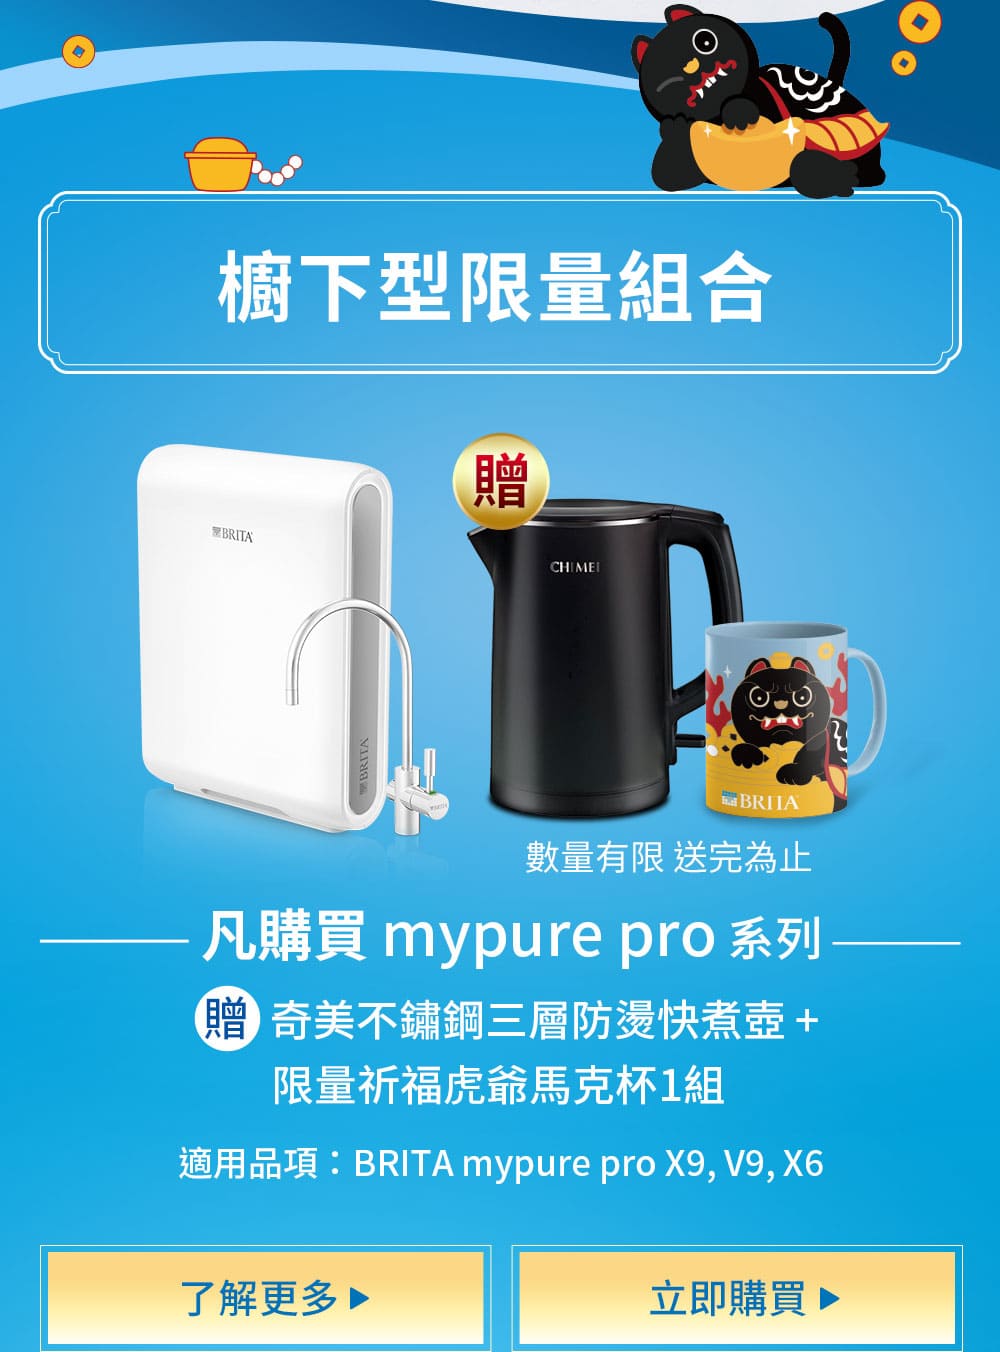 櫥下型限量組合
贈
BRITA
CHIMEI
BRITA
BRITA
BRITA
數量有限 送完為止
凡購買 mypure pro 系列
贈 奇美不鏽鋼三層防燙快煮壺 +
限量祈福虎爺馬克杯1組
適用品項：BRITA mypure pro X9, V9, X6
了解更多
立即購買